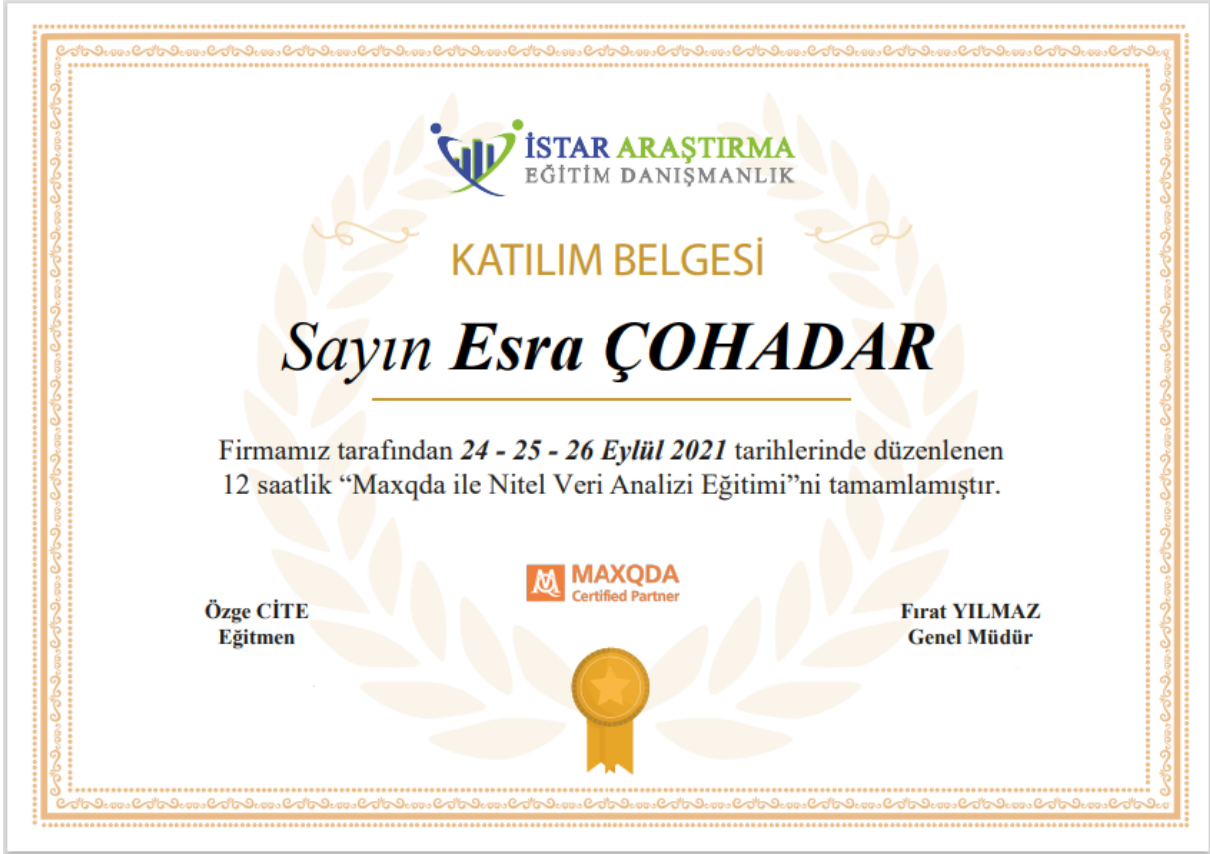 İSTAR ARAŞTIRMA
EĞİTİM DANIŞMANLIK
KATILIM BELGESİ
Sayın Esra ÇOHADAR
Firmamız tarafından 24 - 25 - 26 Eylül 2021 tarihlerinde düzenlenen
12 saatlik “Maxqda ile Nitel Veri Analizi Eğitimi”ni tamamlamıştır.
MAXQDA
Certified Partner
Özge CİTE
Eğitmen
Fırat YILMAZ
Genel Müdür